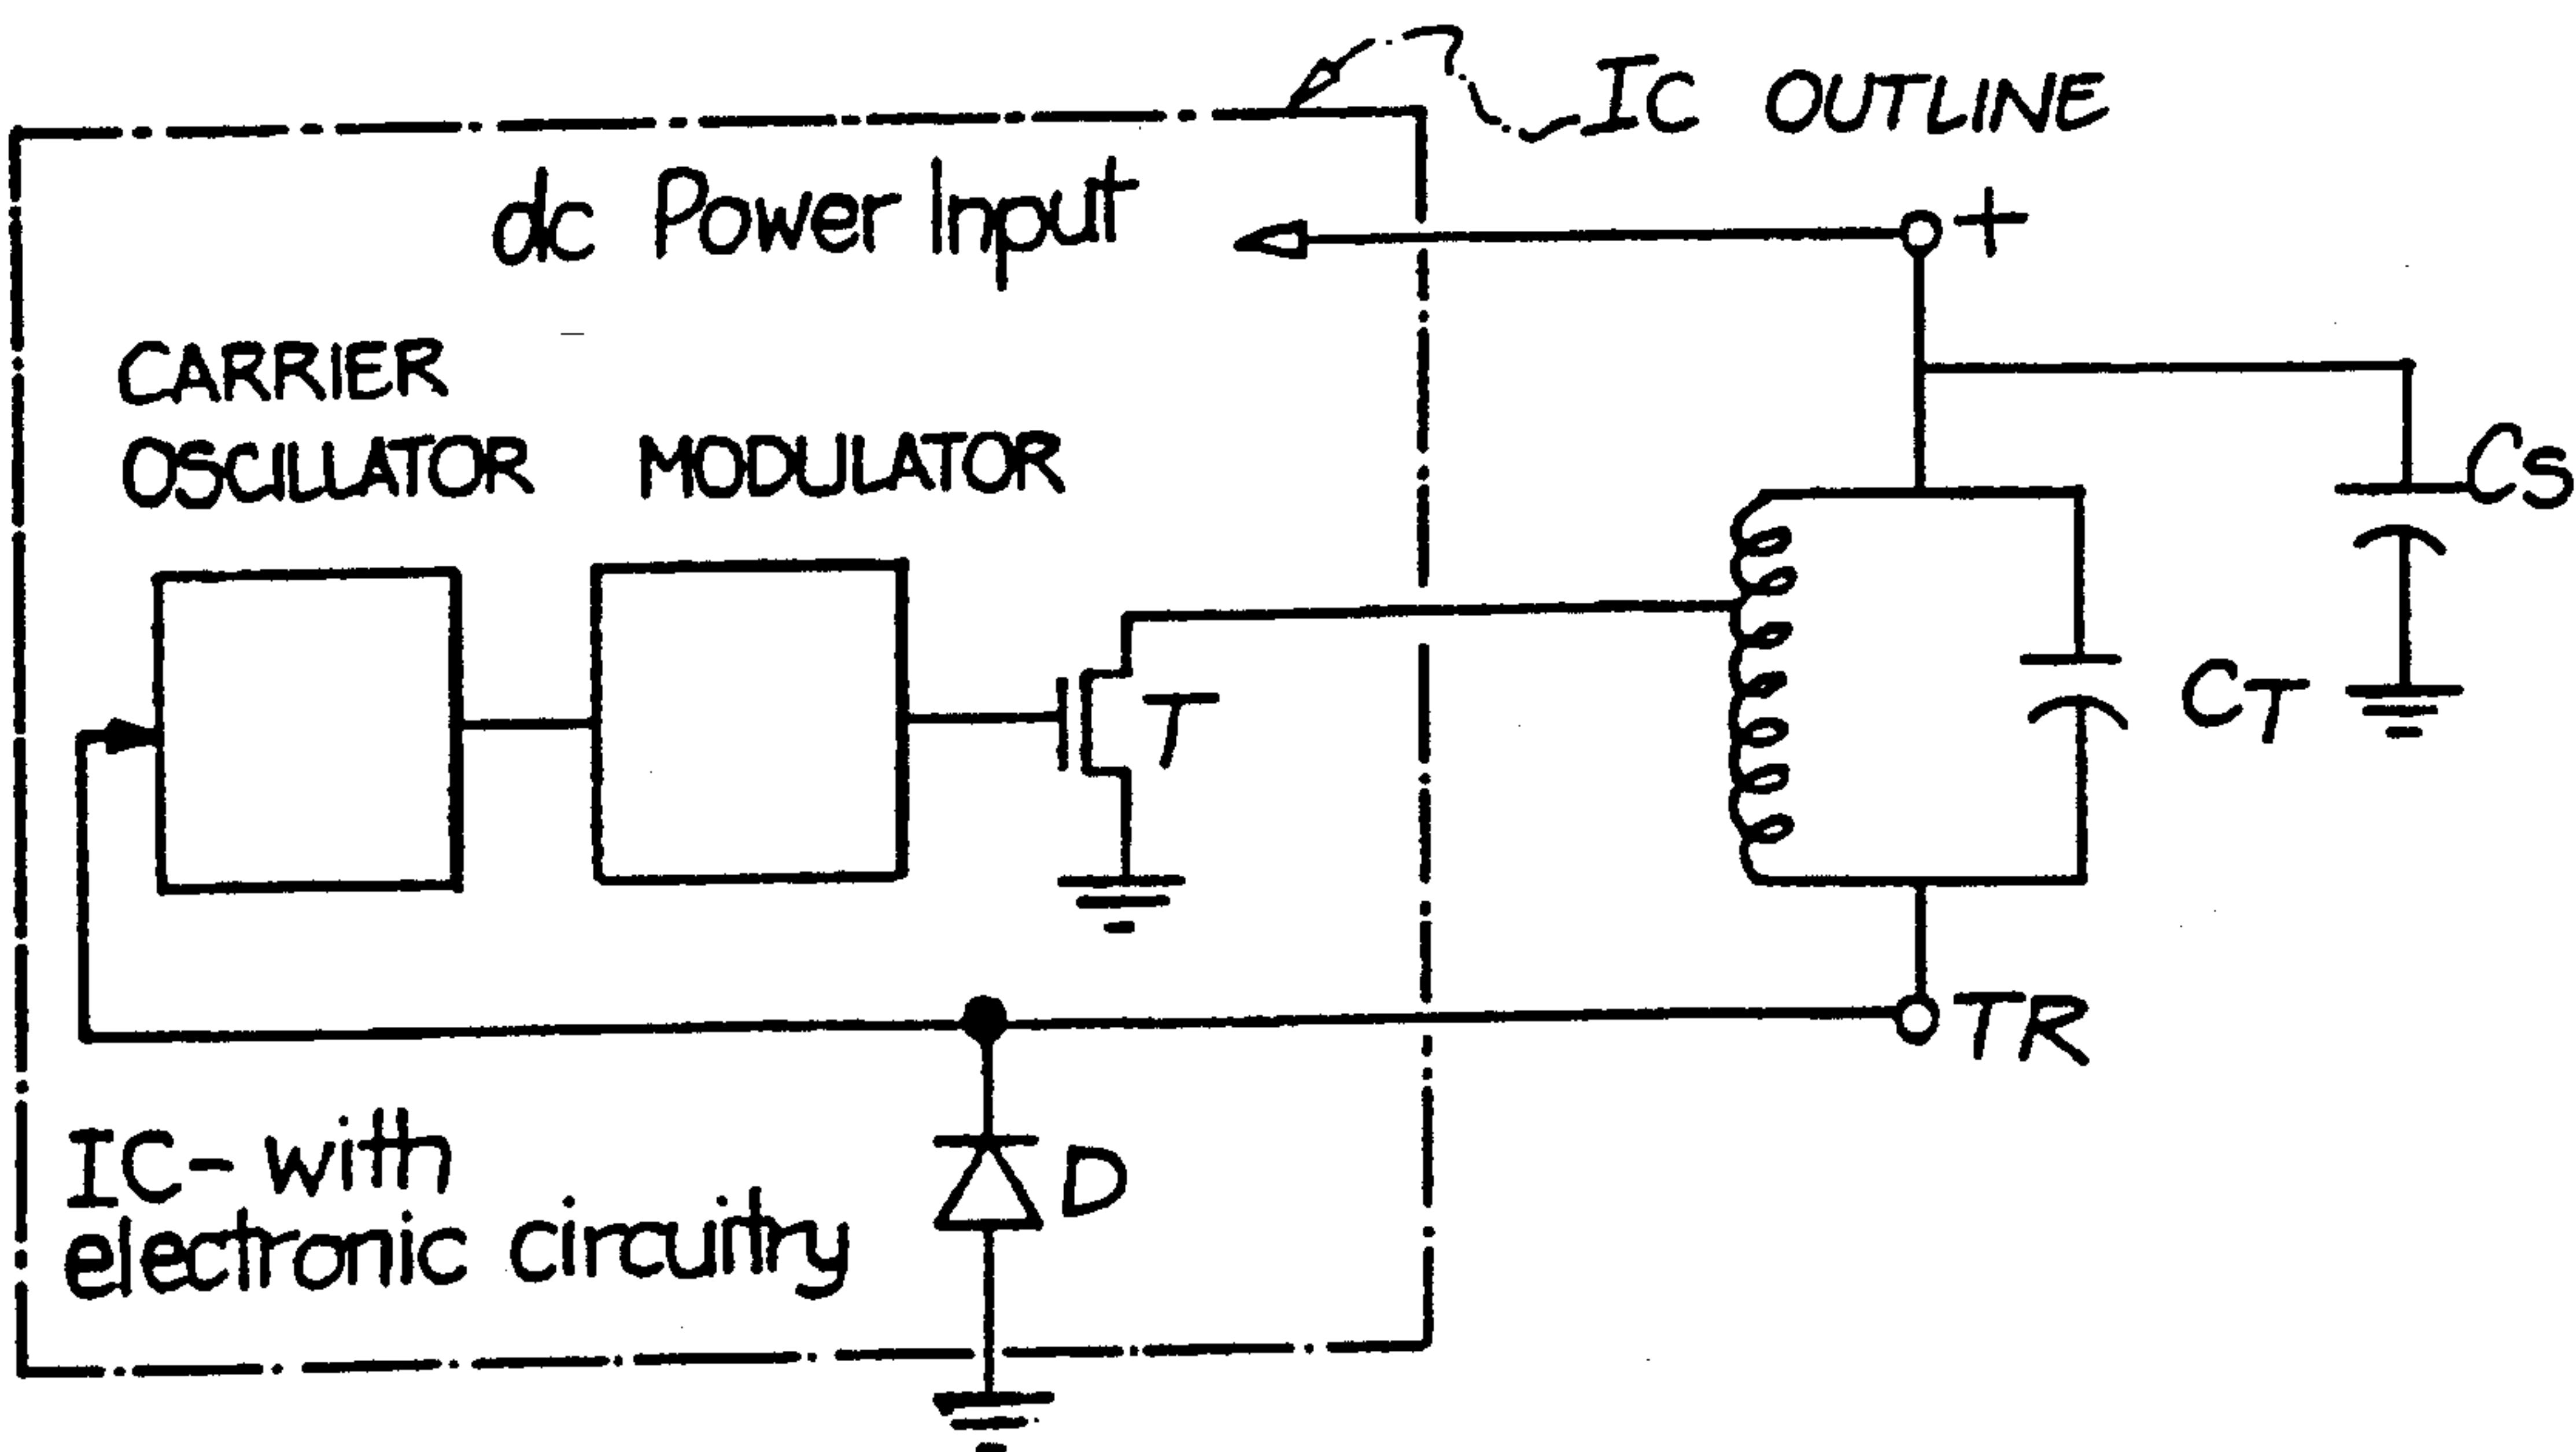 IC OUTLINE
dc Power Input
+
CARRIER
OSCILLATOR MODULATOR
CS
T
CT
TR
IC- with
electronic circuitry
D